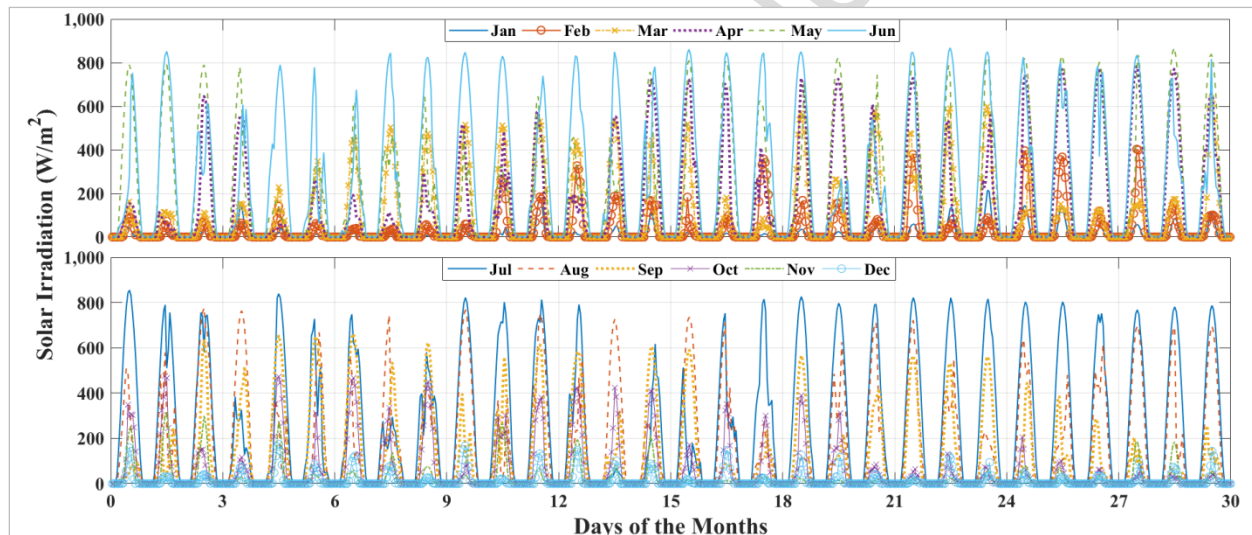 1,000
Jan Feb Mar Apr May Jun
800
600
400
200
0
1,000
Jul Aug Sep Oct Nov Dec
800
600
400
200
0
0 3 6 9 12 15 18 21 24 27 30
Solar Irradiation (W/m²)
Days of the Months